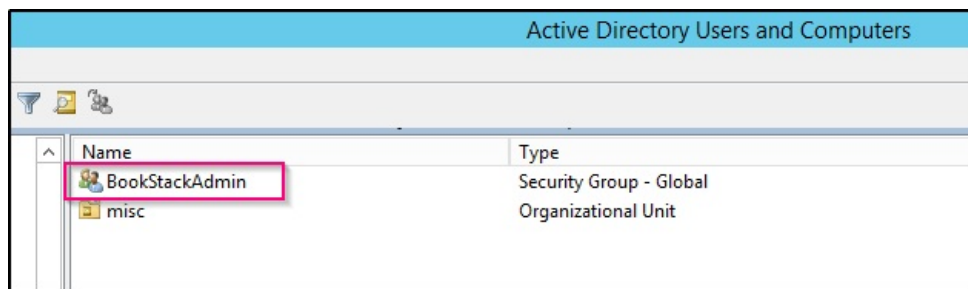 Active Directory Users and Computers
Name Type
BookStackAdmin Security Group - Global
misc Organizational Unit